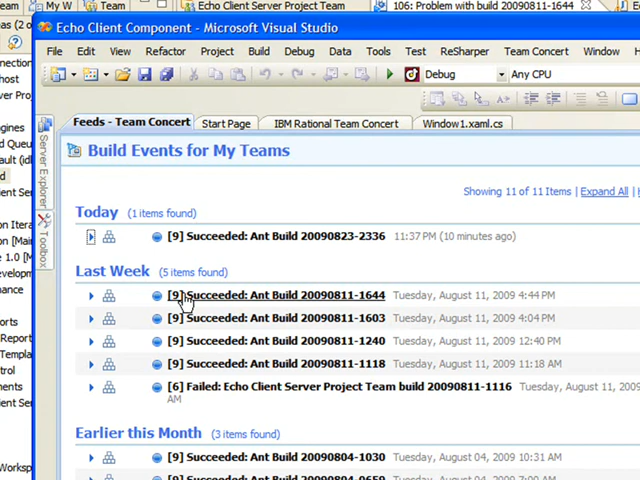 eam
My W
Team
Echo Client Server Project Team
106: Problem with build 20090811-1644
Echo Client Component - Microsoft Visual Studio
File Edit View Refactor Project Build Debug Data Tools Test ReSharper Team Concert Window
Debug Any CPU
Feeds - Team Concert Start Page IBM Rational Team Concert Window1.xaml.cs
Server Explorer
Toolbox
Build Events for My Teams
Showing 11 of 11 Items | Expand All |
Today (1 items found)
[9] Succeeded: Ant Build 20090823-2336 11:37 PM (10 minutes ago)
Last Week (5 items found)
[9] Succeeded: Ant Build 20090811-1644 Tuesday, August 11, 2009 4:44 PM
[9] Succeeded: Ant Build 20090811-1603 Tuesday, August 11, 2009 4:04 PM
[9] Succeeded: Ant Build 20090811-1240 Tuesday, August 11, 2009 12:40 PM
[9] Succeeded: Ant Build 20090811-1118 Tuesday, August 11, 2009 11:18 AM
[6] Failed: Echo Client Server Project Team build 20090811-1116 Tuesday, August 11, 2009
AM
Earlier this Month (3 items found)
[9] Succeeded: Ant Build 20090804-1030 Tuesday, August 04, 2009 10:31 AM